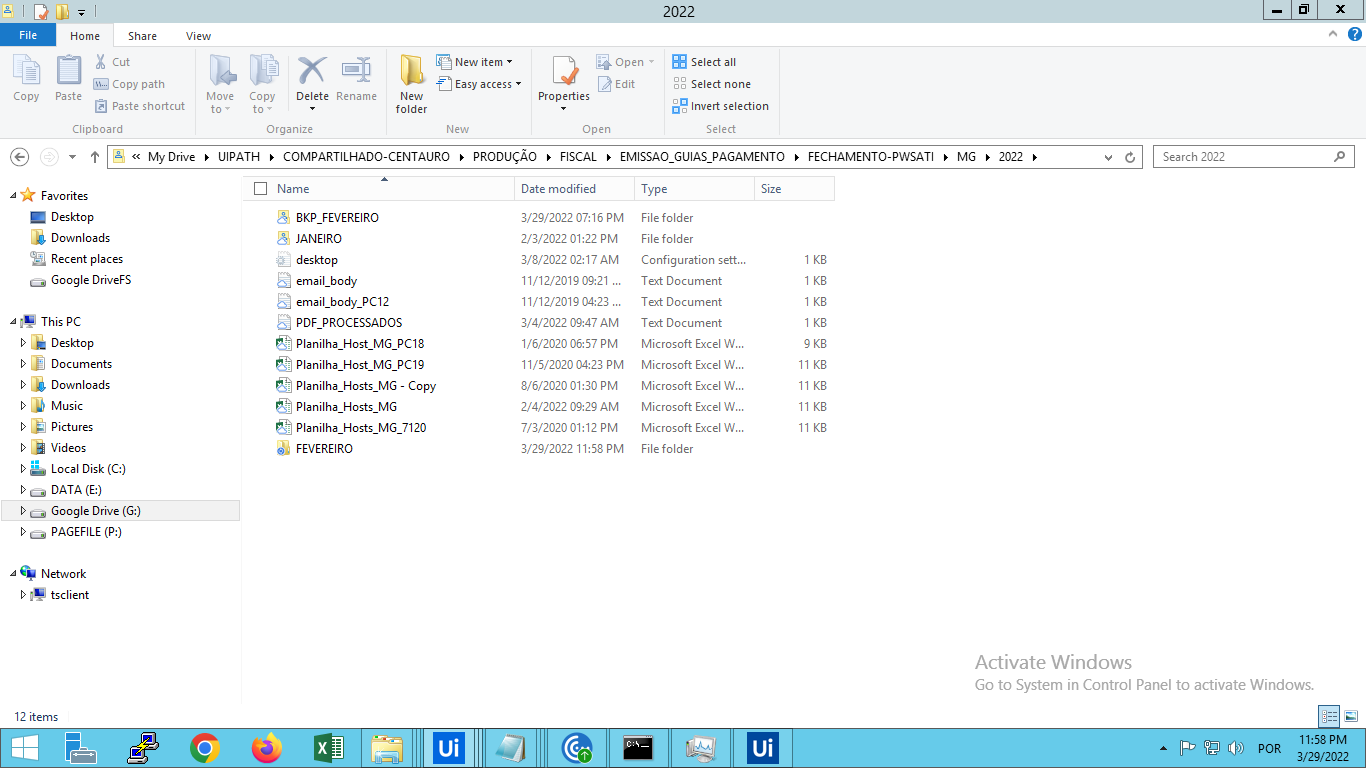 2022
File Home Share View
Copy
Paste
Cut
Copy path
Paste shortcut
Clipboard
Move to
Copy to
Delete
Rename
Organize
New folder
New item
Easy access
New
Properties
Open
Edit
Open
Select all
Select none
Invert selection
Select
« My Drive UIPATH COMPARTILHADO-CENTAURO PRODUÇÃO FISCAL EMISSAO_GUIAS_PAGAMENTO FECHAMENTO-PWSATI MG 2022
Search 2022
Favorites
Desktop
Downloads
Recent places
Google DriveFS
This PC
Desktop
Documents
Downloads
Music
Pictures
Videos
Local Disk (C:)
DATA (E:)
Google Drive (G:)
PAGEFILE (P:)
Network
tsclient
Name Date modified Type Size
BKP_FEVEREIRO 3/29/2022 07:16 PM File folder
JANEIRO 2/3/2022 01:22 PM File folder
desktop 3/8/2022 02:17 AM Configuration sett... 1 KB
email_body 11/12/2019 09:21 ... Text Document 1 KB
email_body_PC12 11/12/2019 04:23 ... Text Document 1 KB
PDF_PROCESSADOS 3/4/2022 09:47 AM Text Document 1 KB
Planilha_Host_MG_PC18 1/6/2020 06:57 PM Microsoft Excel W... 9 KB
Planilha_Host_MG_PC19 11/5/2020 04:23 PM Microsoft Excel W... 11 KB
Planilha_Hosts_MG - Copy 8/6/2020 01:30 PM Microsoft Excel W... 11 KB
Planilha_Hosts_MG 2/4/2022 09:29 AM Microsoft Excel W... 11 KB
Planilha_Hosts_MG_7120 7/3/2020 01:12 PM Microsoft Excel W... 11 KB
FEVEREIRO 3/29/2022 11:58 PM File folder
Activate Windows
Go to System in Control Panel to activate Windows.
12 items
Ui
C:\_
Ui
POR
11:58 PM
3/29/2022